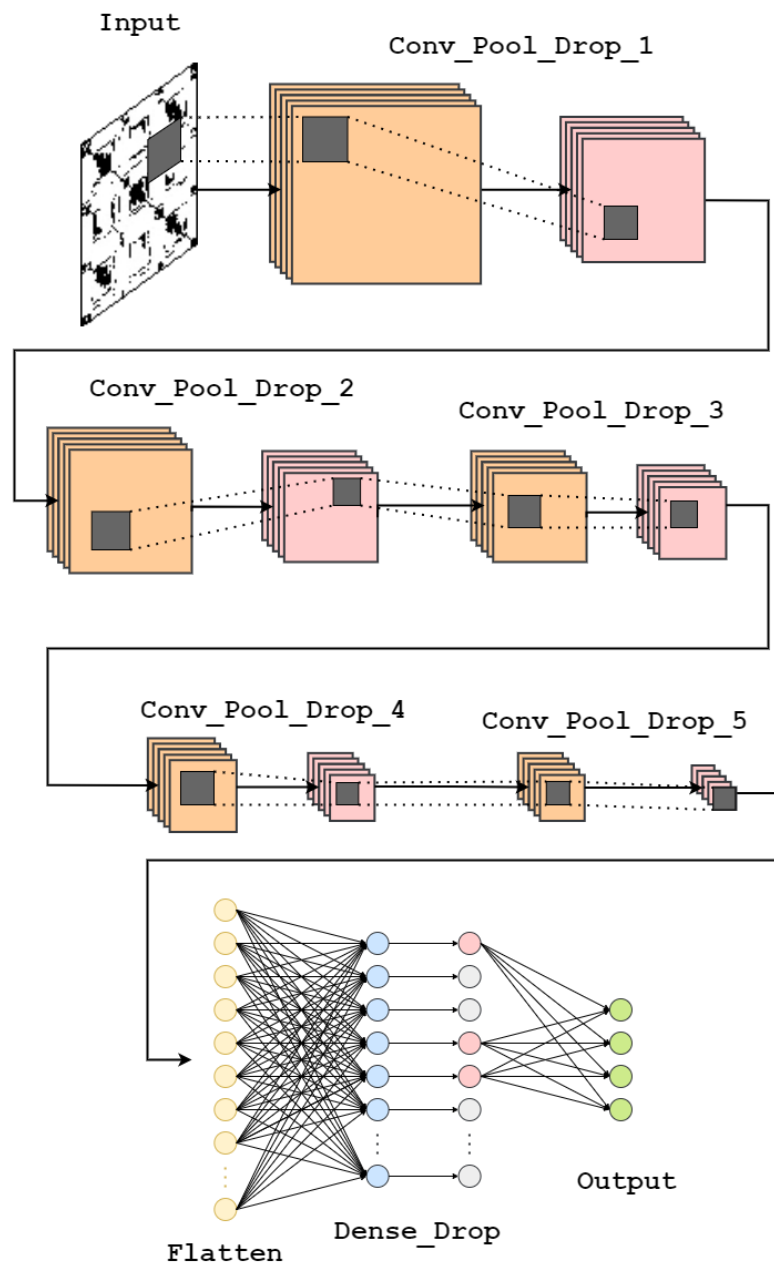 Input
Conv_Pool_Drop_1
Conv_Pool_Drop_2
Conv_Pool_Drop_3
Conv_Pool_Drop_4
Conv_Pool_Drop_5
Output
Dense_Drop
Flatten